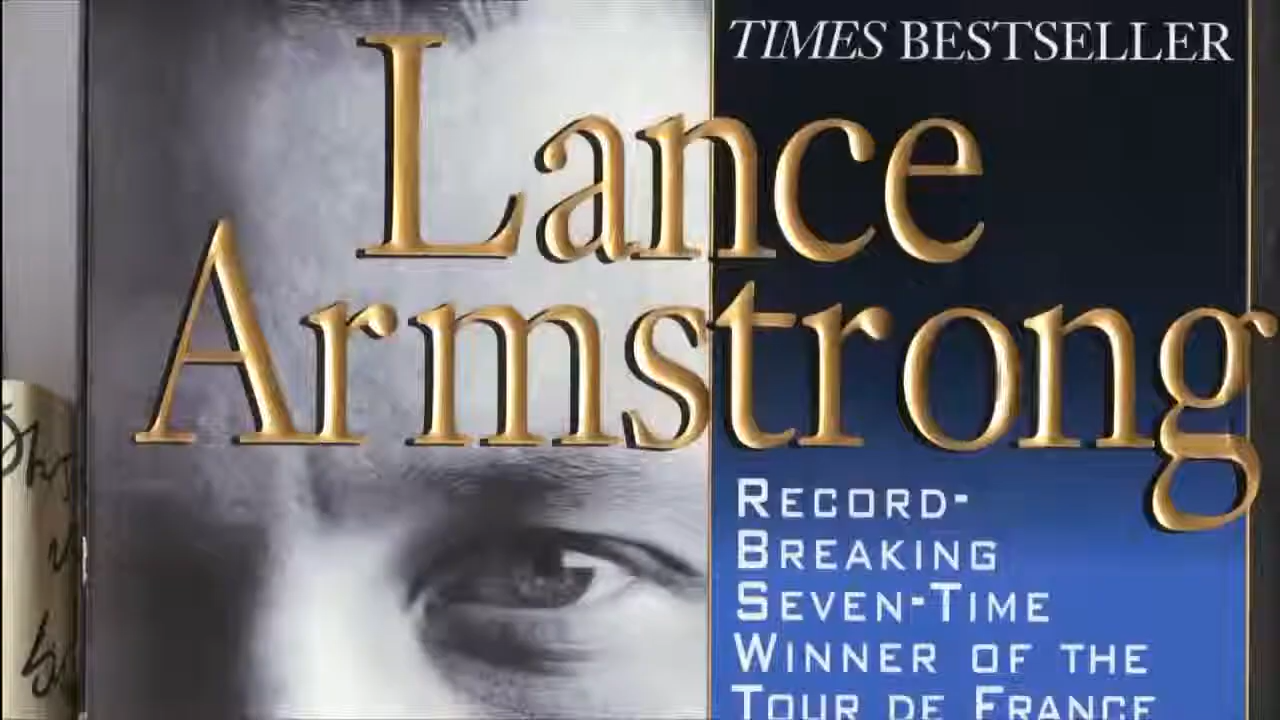 TIMES BESTSELLER
Lance
Armstrong
RECORD-
BREAKING
SEVEN-TIME
WINNER OF THE
TOUR DE FRANCE